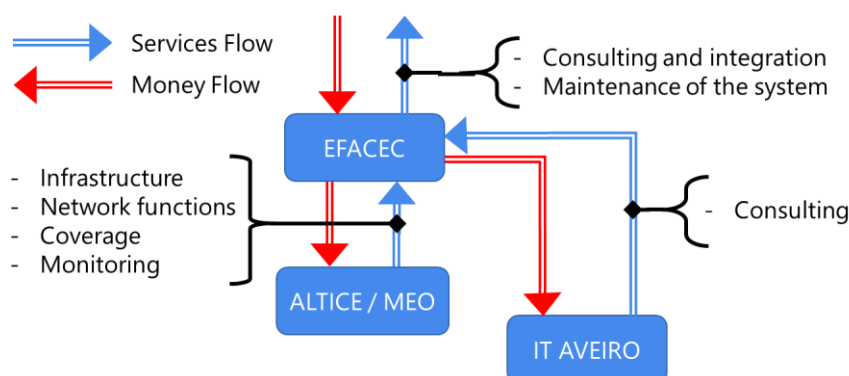 Services Flow
Money Flow
- Consulting and integration
- Maintenance of the system
EFACEC
- Infrastructure
- Network functions
- Coverage
- Monitoring
- Consulting
ALTICE / MEO
IT AVEIRO